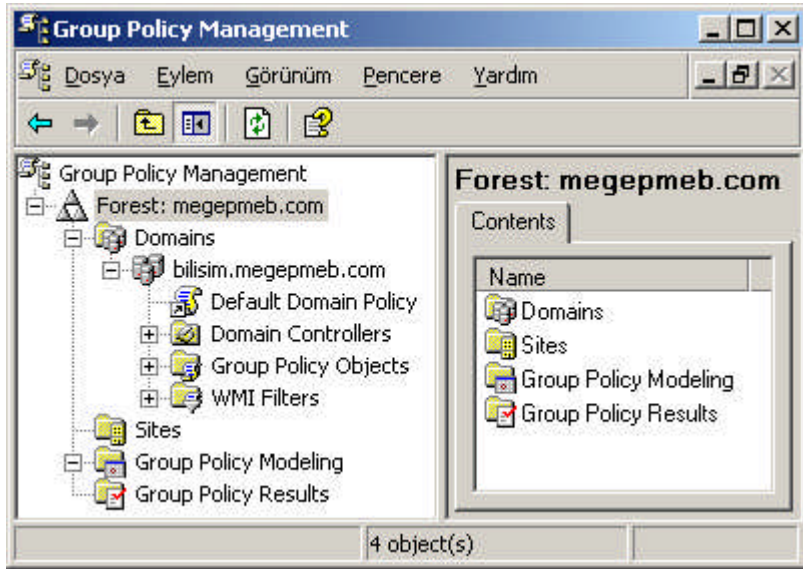 Group Policy Management
Dosya Eylem Görünüm Pencere Yardım
Group Policy Management
Forest: megepmeb.com
Domains
bilisim.megepmeb.com
Default Domain Policy
Domain Controllers
Group Policy Objects
WMI Filters
Sites
Group Policy Modeling
Group Policy Results
Forest: megepmeb.com
Contents
Name
Domains
Sites
Group Policy Modeling
Group Policy Results
4 object(s)